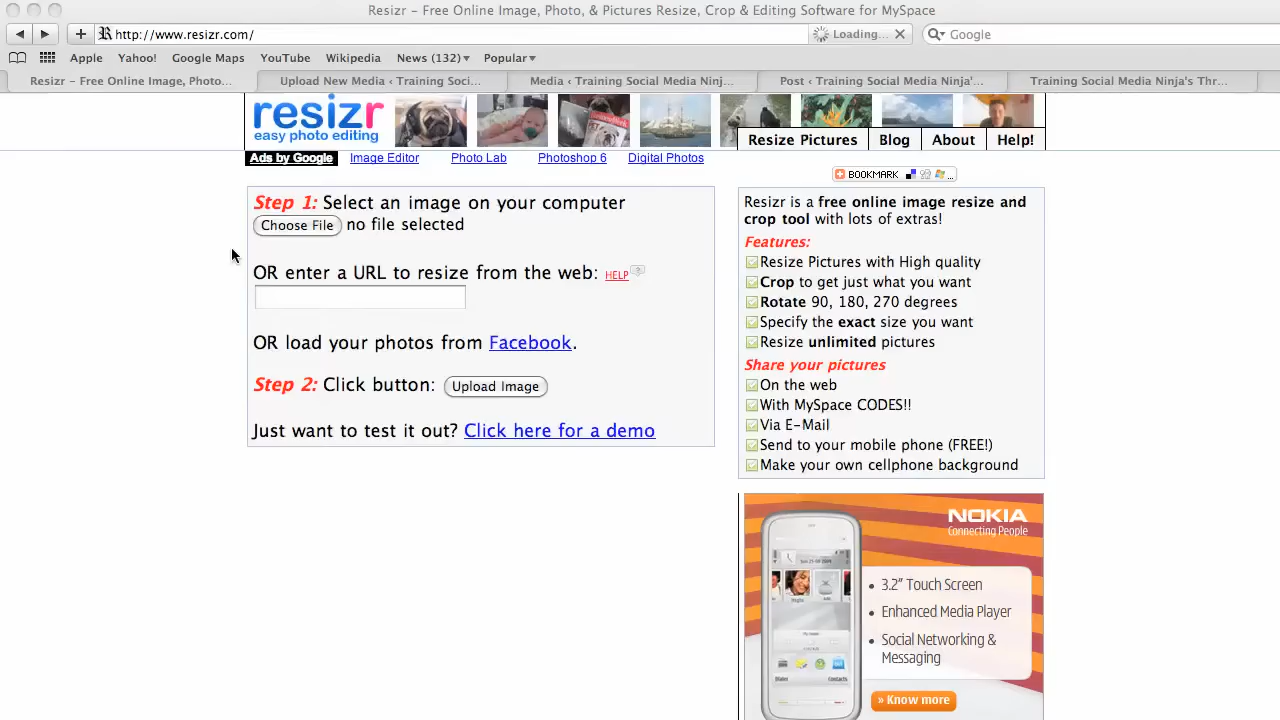 Resizr – Free Online Image, Photo, & Pictures Resize, Crop & Editing Software for MySpace
http://www.resizr.com/
Loading...
Google
Apple Yahoo! Google Maps YouTube Wikipedia News (132) Popular
Resizr – Free Online Image, Photo...
Upload New Media ‹ Training Soci...
Media ‹ Training Social Media Ninj...
Post ‹ Training Social Media Ninja'...
Training Social Media Ninja's Thr...
resizr
easy photo editing
Resize Pictures Blog About Help!
Ads by Google Image Editor Photo Lab Photoshop 6 Digital Photos
BOOKMARK
Step 1: Select an image on your computer
Choose File no file selected
OR enter a URL to resize from the web: HELP
OR load your photos from Facebook.
Step 2: Click button: Upload Image
Just want to test it out? Click here for a demo
Resizr is a free online image resize and
crop tool with lots of extras!
Features:
Resize Pictures with High quality
Crop to get just what you want
Rotate 90, 180, 270 degrees
Specify the exact size you want
Resize unlimited pictures
Share your pictures
On the web
With MySpace CODES!!
Via E-Mail
Send to your mobile phone (FREE!)
Make your own cellphone background
NOKIA
Connecting People
• 3.2" Touch Screen
• Enhanced Media Player
• Social Networking &
Messaging
» Know more